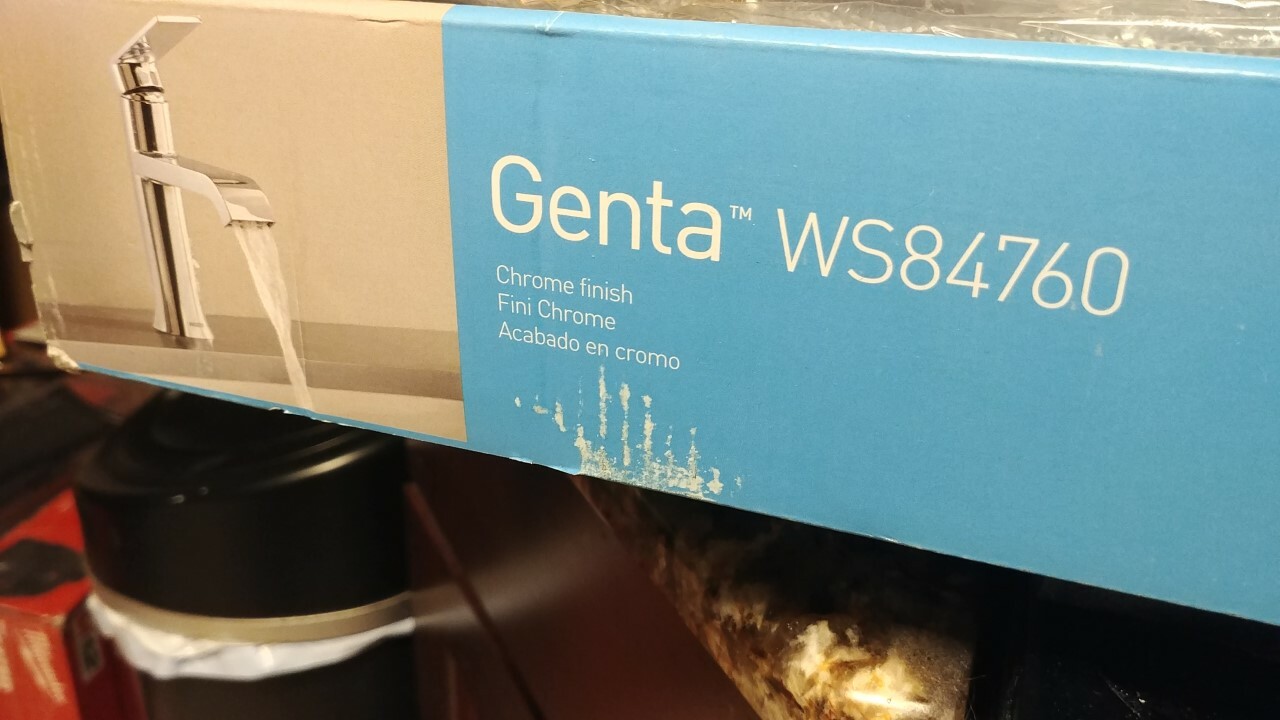 Genta™ WS84760
Chrome finish
Fini Chrome
Acabado en cromo